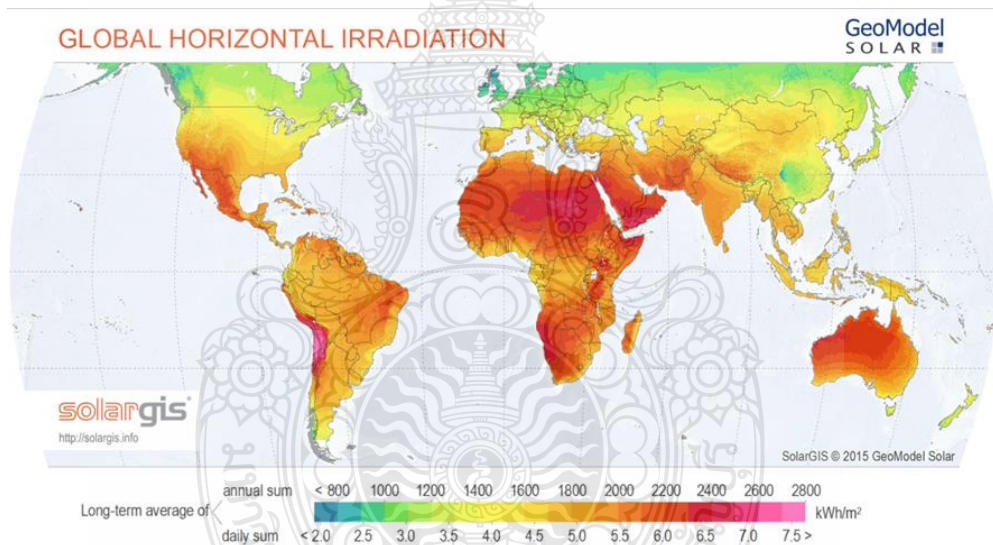 GLOBAL HORIZONTAL IRRADIATION
GeoModel
SOLAR
solargis
http://solargis.info
SolarGIS © 2015 GeoModel Solar
annual sum < 800 1000 1200 1400 1600 1800 2000 2200 2400 2600 2800
Long-term average of kWh/m²
daily sum < 2.0 2.5 3.0 3.5 4.0 4.5 5.0 5.5 6.0 6.5 7.0 7.5 >